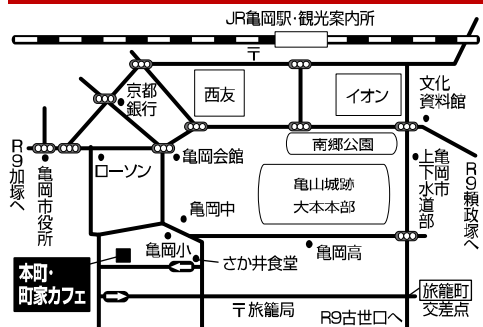 JR亀岡駅・観光案内所
〒
京都
銀行
西友
イオン
文化
資料館
南郷公園
R9加塚へ
亀岡市役所
ローソン
亀岡会館
亀山城跡
大本本部
亀岡市
上下水道部
R9頼政塚へ
亀岡中
亀岡小
さか井食堂
亀岡高
本町・
町家カフェ
〒旅籠局
旅籠町
交差点
R9古世口へ